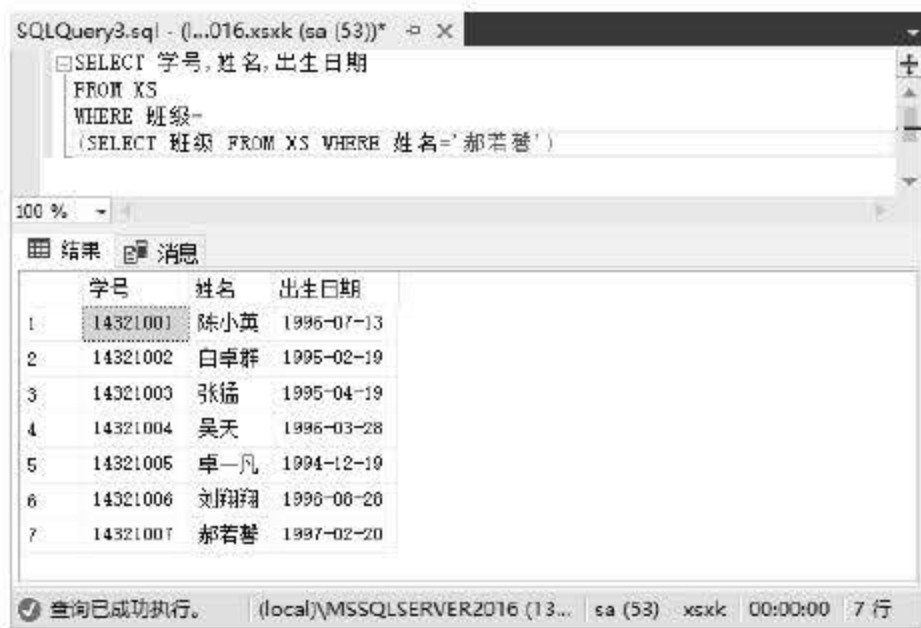 SQLQuery3.sql - (l...016.xsxk (sa (53))*
SELECT 学号,姓名,出生日期
FROM XS
WHERE 班级=
(SELECT 班级 FROM XS WHERE 姓名='郝若馨')
100 %
结果 消息
学号 姓名 出生日期
1 14321001 陈小英 1996-07-13
2 14321002 白卓群 1995-02-19
3 14321003 张猛 1995-04-19
4 14321004 吴天 1996-03-28
5 14321005 卓一凡 1994-12-19
6 14321006 刘翔翔 1996-08-28
7 14321007 郝若馨 1997-02-20
查询已成功执行。 (local)\MSSQLSERVER2016 (13... sa (53) xsxk 00:00:00 7 行